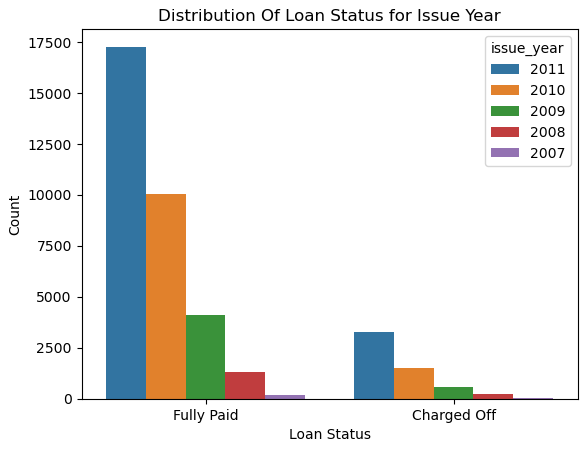 Distribution Of Loan Status for Issue Year
issue_year
2011
2010
2009
2008
2007
Count
17500
15000
12500
10000
7500
5000
2500
0
Fully Paid
Charged Off
Loan Status